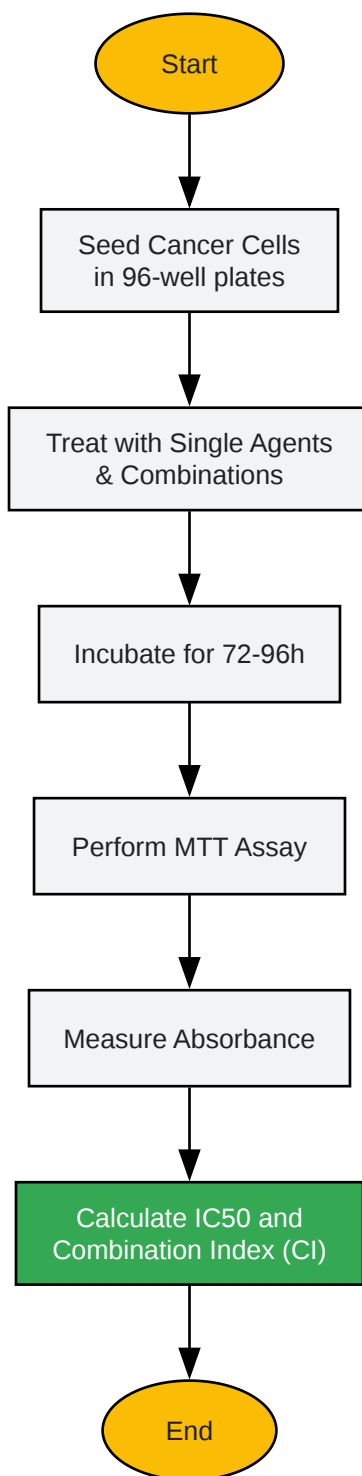 Start
Seed Cancer Cells
in 96-well plates
Treat with Single Agents
& Combinations
Incubate for 72-96h
Perform MTT Assay
Measure Absorbance
Calculate IC50 and
Combination Index (CI)
End